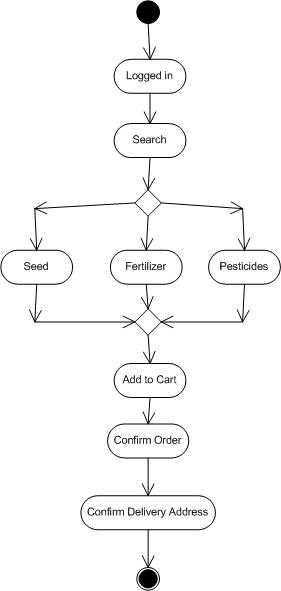 Logged in
Search
Seed
Fertilizer
Pesticides
Add to Cart
Confirm Order
Confirm Delivery Address